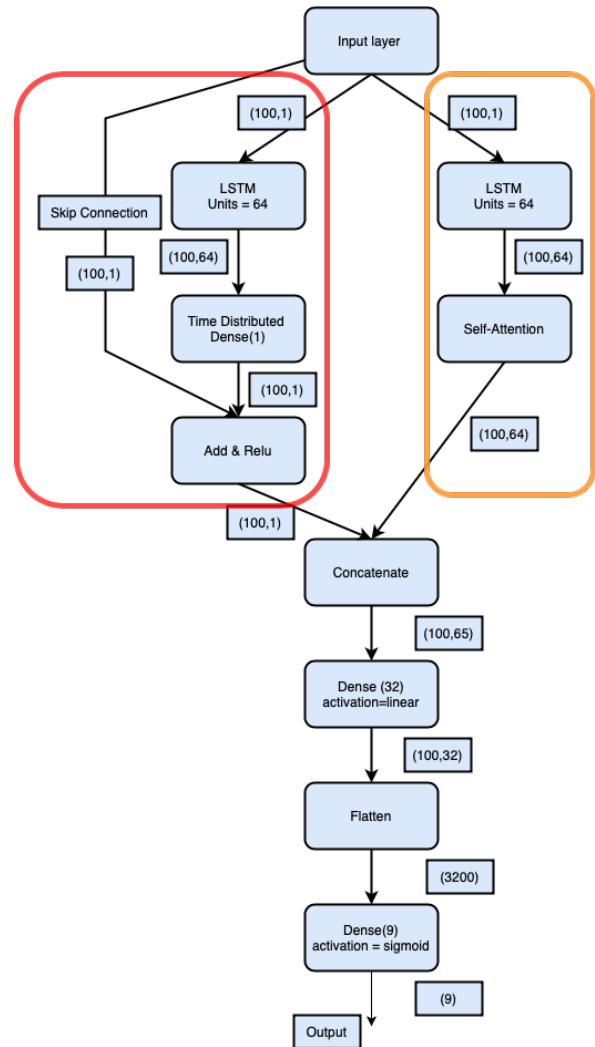 Input layer
(100,1)
(100,1)
LSTM
Units = 64
LSTM
Units = 64
Skip Connection
(100,64)
(100,64)
(100,1)
Time Distributed
Dense(1)
Self-Attention
(100,1)
Add & Relu
(100,64)
(100,1)
Concatenate
(100,65)
Dense (32)
activation=linear
(100,32)
Flatten
(3200)
Dense(9)
activation = sigmoid
(9)
Output